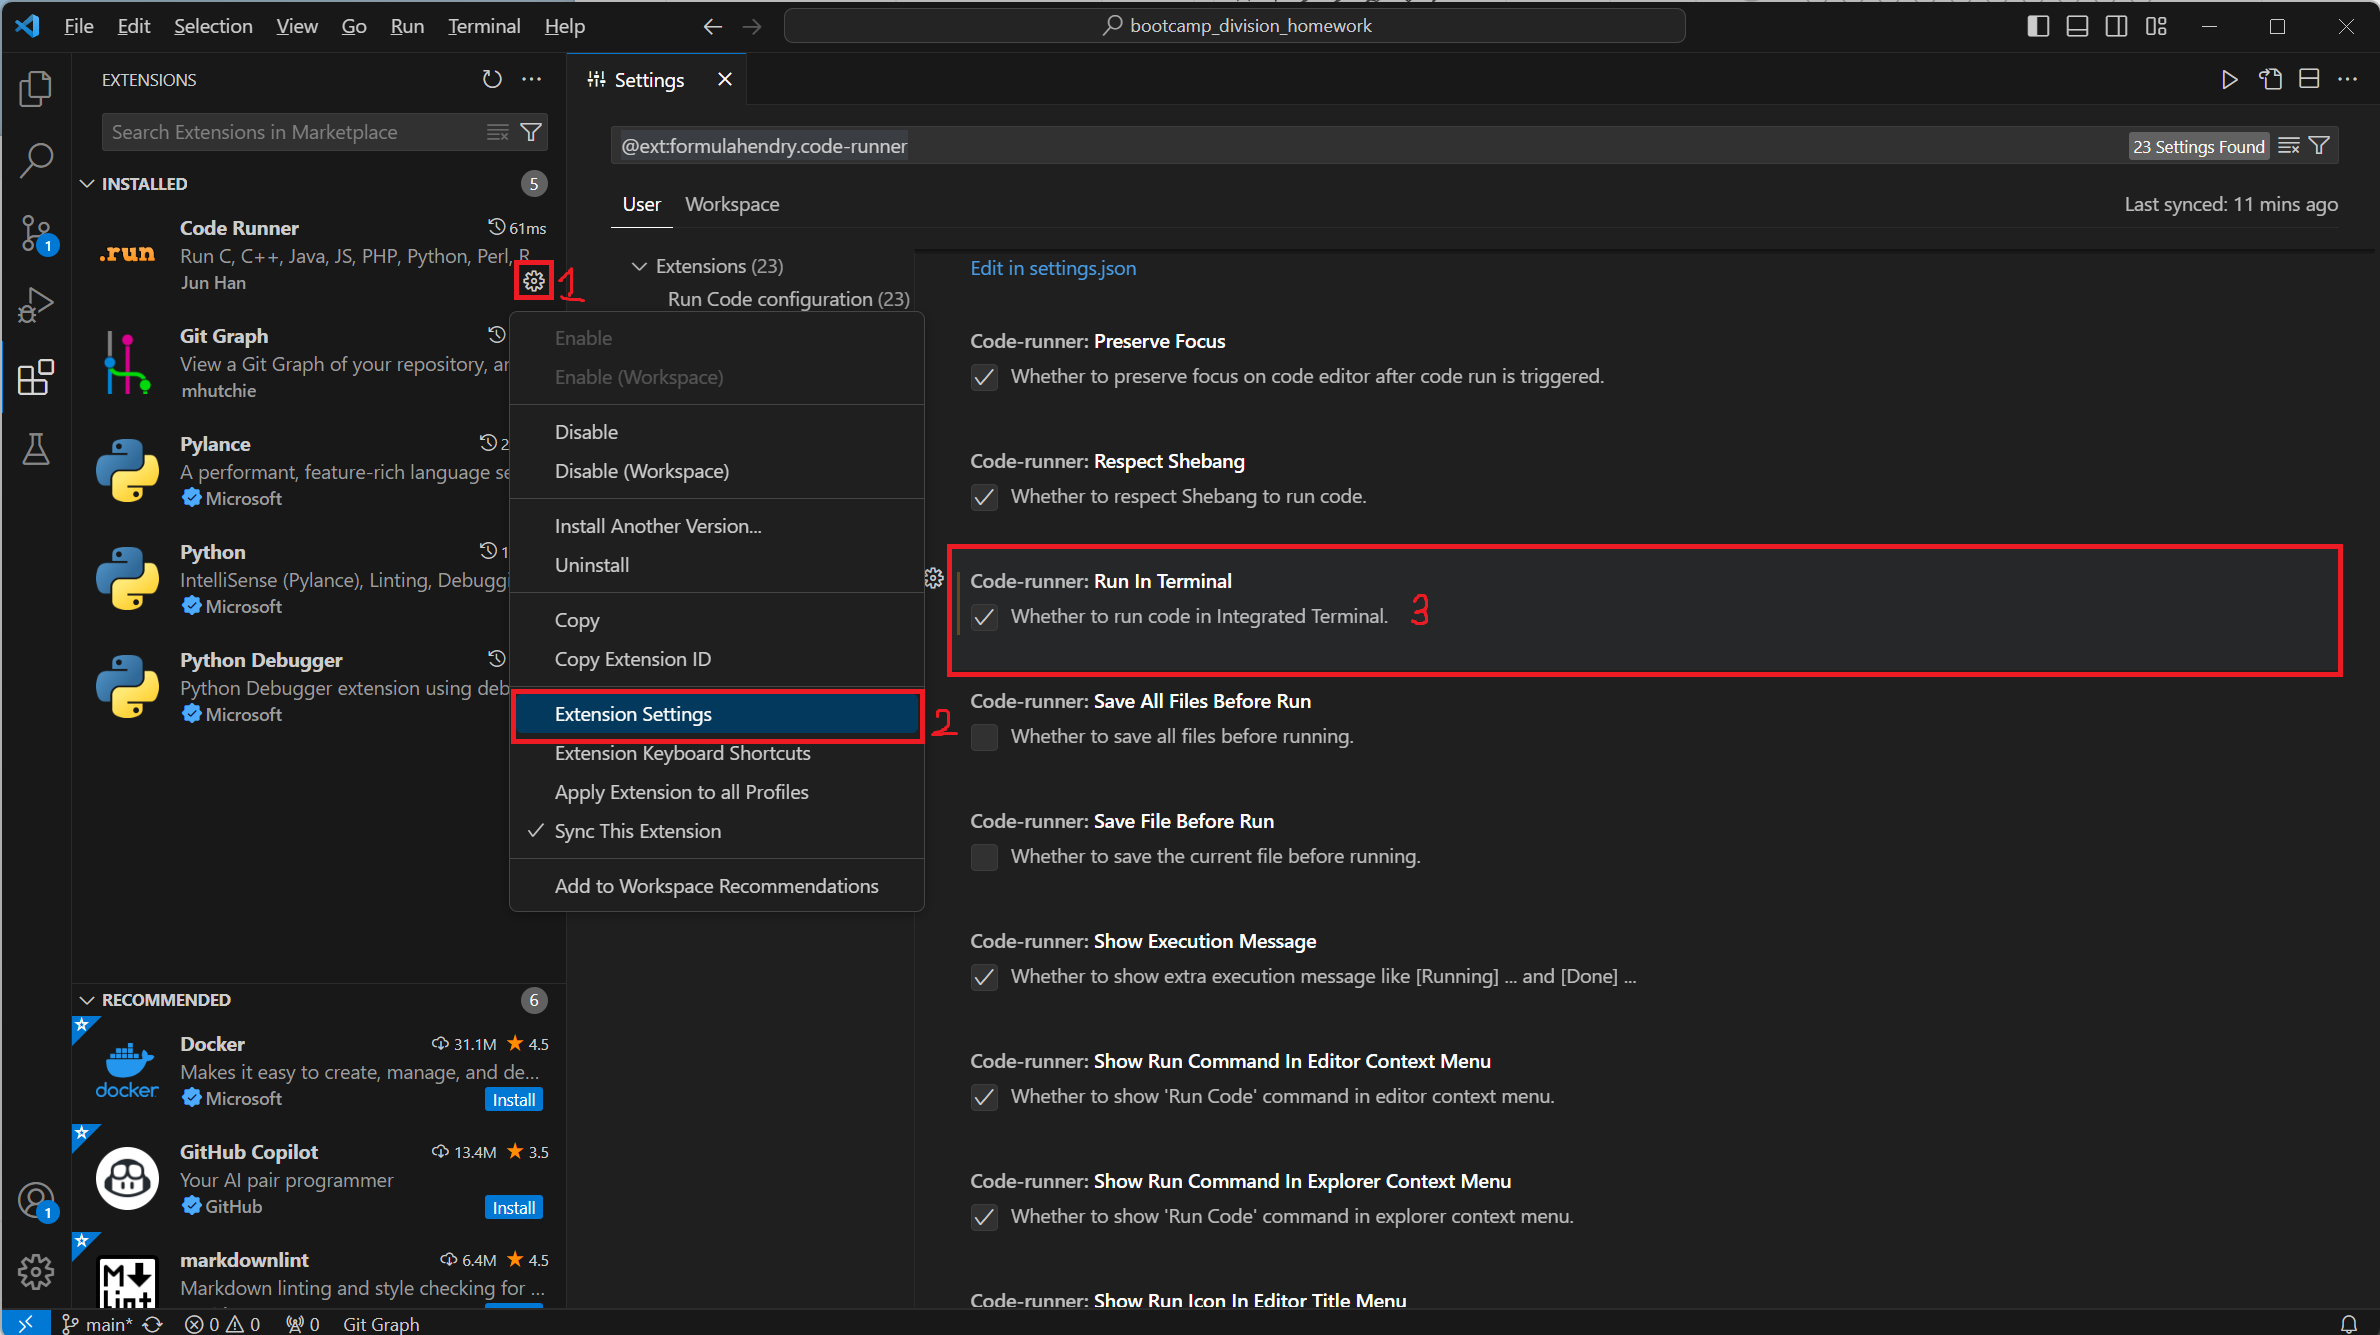 File Edit Selection View Go Run Terminal Help
bootcamp_division_homework
EXTENSIONS
Search Extensions in Marketplace
INSTALLED 5
Code Runner 61ms
Run C, C++, Java, JS, PHP, Python, Perl, R
Jun Han
1
Git Graph
View a Git Graph of your repository, an
mhutchie
Pylance 2
A performant, feature-rich language se
Microsoft
Python 1
IntelliSense (Pylance), Linting, Debuggi
Microsoft
Python Debugger
Python Debugger extension using deb
Microsoft
Enable
Enable (Workspace)
Disable
Disable (Workspace)
Install Another Version...
Uninstall
Copy
Copy Extension ID
Extension Settings
2
Extension Keyboard Shortcuts
Apply Extension to all Profiles
Sync This Extension
Add to Workspace Recommendations
RECOMMENDED 6
Docker 31.1M 4.5
Makes it easy to create, manage, and de...
docker
Microsoft Install
GitHub Copilot 13.4M 3.5
Your AI pair programmer
GitHub Install
markdownlint 6.4M 4.5
Markdown linting and style checking for ...
1
1
Settings
@ext:formulahendry.code-runner
23 Settings Found
User Workspace
Last synced: 11 mins ago
Extensions (23)
Run Code configuration (23)
Edit in settings.json
Code-runner: Preserve Focus
Whether to preserve focus on code editor after code run is triggered.
Code-runner: Respect Shebang
Whether to respect Shebang to run code.
Code-runner: Run In Terminal
Whether to run code in Integrated Terminal. 3
Code-runner: Save All Files Before Run
Whether to save all files before running.
Code-runner: Save File Before Run
Whether to save the current file before running.
Code-runner: Show Execution Message
Whether to show extra execution message like [Running] ... and [Done] ...
Code-runner: Show Run Command In Editor Context Menu
Whether to show 'Run Code' command in editor context menu.
Code-runner: Show Run Command In Explorer Context Menu
Whether to show 'Run Code' command in explorer context menu.
Code-runner: Show Run Icon In Editor Title Menu
main* 0 0 0 Git Graph